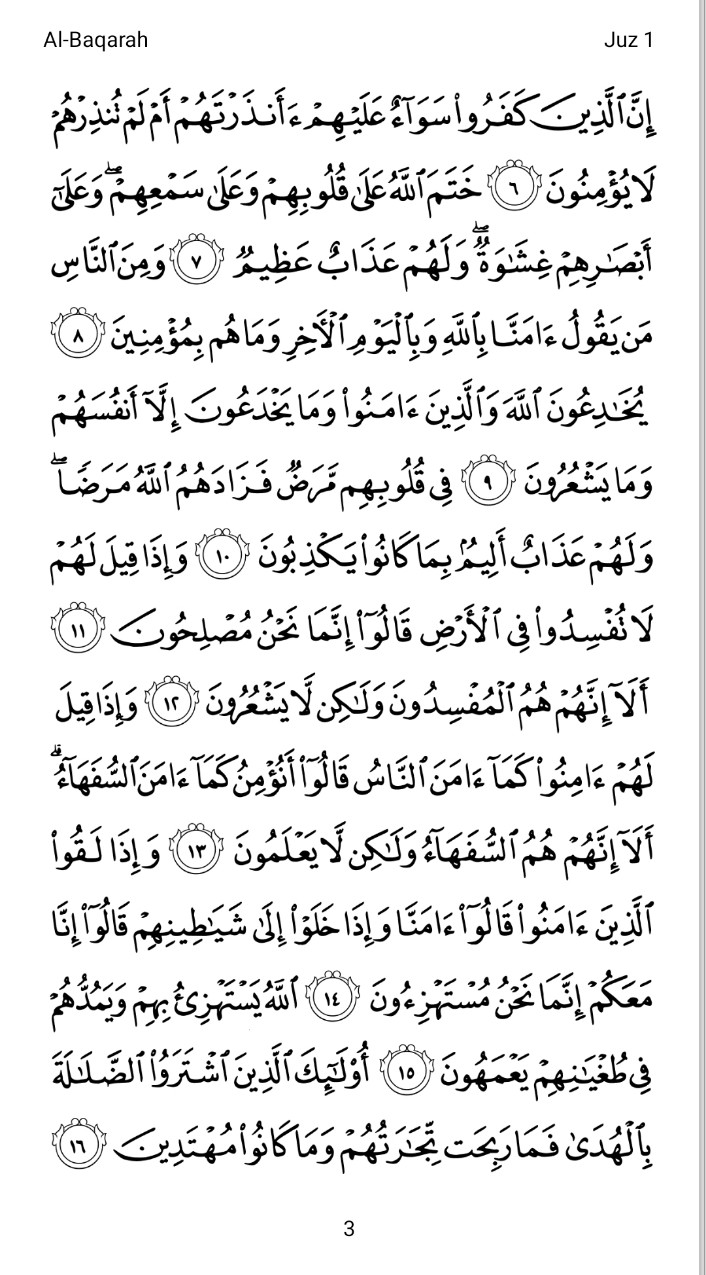 Al-Baqarah
Juz 1
إِنَّ ٱلَّذِينَ كَفَرُوا۟ سَوَآءٌ عَلَيْهِمْ ءَأَنذَرْتَهُمْ أَمْ لَمْ تُنذِرْهُمْ
لَا يُؤْمِنُونَ ٦ خَتَمَ ٱللَّهُ عَلَىٰ قُلُوبِهِمْ وَعَلَىٰ سَمْعِهِمْ ۖ وَعَلَىٰٓ
أَبْصَـٰرِهِمْ غِشَـٰوَةٌ ۖ وَلَهُمْ عَذَابٌ عَظِيمٌ ٧ وَمِنَ ٱلنَّاسِ
مَن يَقُولُ ءَامَنَّا بِٱللَّهِ وَبِٱلْيَوْمِ ٱلْـَٔاخِرِ وَمَا هُم بِمُؤْمِنِينَ ٨
يُخَـٰدِعُونَ ٱللَّهَ وَٱلَّذِينَ ءَامَنُوا۟ وَمَا يَخْدَعُونَ إِلَّآ أَنفُسَهُمْ
وَمَا يَشْعُرُونَ ٩ فِى قُلُوبِهِم مَّرَضٌ فَزَادَهُمُ ٱللَّهُ مَرَضًا ۖ
وَلَهُمْ عَذَابٌ أَلِيمٌۢ بِمَا كَانُوا۟ يَكْذِبُونَ ١٠ وَإِذَا قِيلَ لَهُمْ
لَا تُفْسِدُوا۟ فِى ٱلْأَرْضِ قَالُوٓا۟ إِنَّمَا نَحْنُ مُصْلِحُونَ ١١
أَلَآ إِنَّهُمْ هُمُ ٱلْمُفْسِدُونَ وَلَـٰكِن لَّا يَشْعُرُونَ ١٢ وَإِذَا قِيلَ
لَهُمْ ءَامِنُوا۟ كَمَآ ءَامَنَ ٱلنَّاسُ قَالُوٓا۟ أَنُؤْمِنُ كَمَآ ءَامَنَ ٱلسُّفَهَآءُ ۗ
أَلَآ إِنَّهُمْ هُمُ ٱلسُّفَهَآءُ وَلَـٰكِن لَّا يَعْلَمُونَ ١٣ وَإِذَا لَقُوا۟
ٱلَّذِينَ ءَامَنُوا۟ قَالُوٓا۟ ءَامَنَّا وَإِذَا خَلَوْا۟ إِلَىٰ شَيَـٰطِينِهِمْ قَالُوٓا۟ إِنَّا
مَعَكُمْ إِنَّمَا نَحْنُ مُسْتَهْزِءُونَ ١٤ ٱللَّهُ يَسْتَهْزِئُ بِهِمْ وَيَمُدُّهُمْ
فِى طُغْيَـٰنِهِمْ يَعْمَهُونَ ١٥ أُو۟لَـٰٓئِكَ ٱلَّذِينَ ٱشْتَرَوُا۟ ٱلضَّلَـٰلَةَ
بِٱلْهُدَىٰ فَمَا رَبِحَت تِّجَـٰرَتُهُمْ وَمَا كَانُوا۟ مُهْتَدِينَ ١٦
3